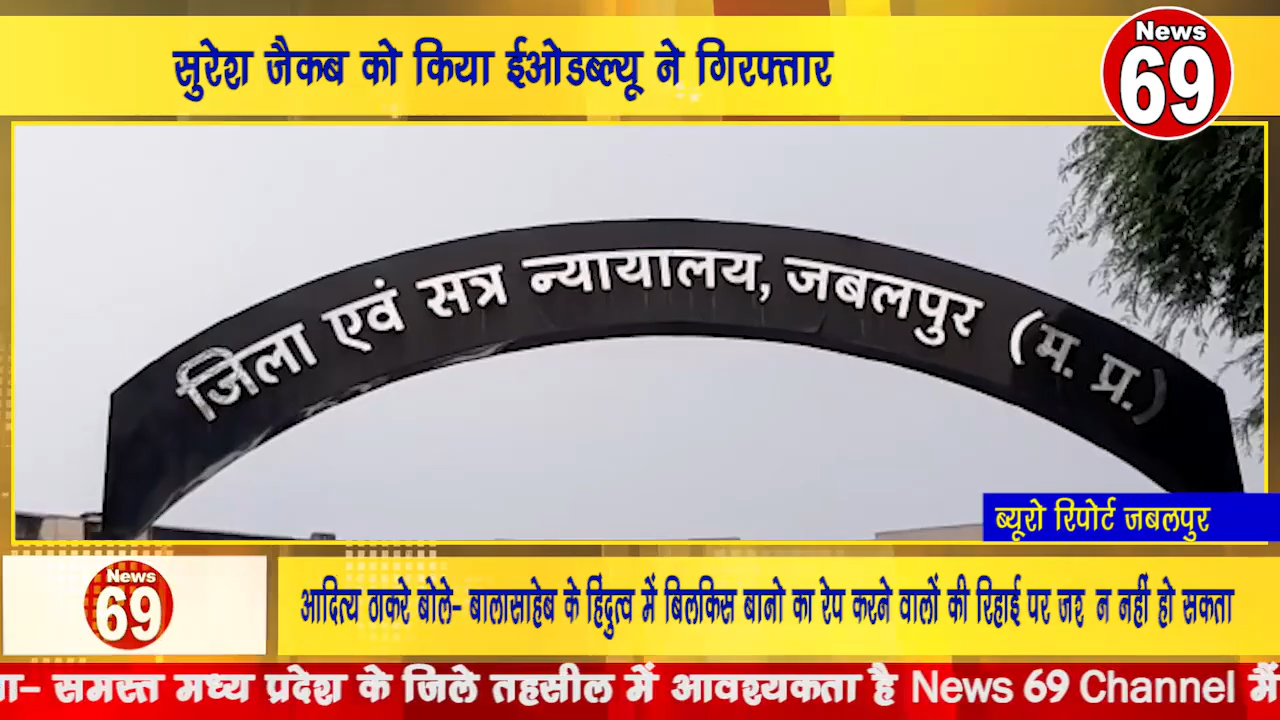 सुरेश जैकब को किया ईओडब्ल्यू ने गिरफ्तार
News
69
जिला एवं सत्र न्यायालय, जबलपुर (म. प्र.)
ब्यूरो रिपोर्ट जबलपुर
News
69
आदित्य ठाकरे बोले- बालासाहेब के हिंदुत्व में बिलकिस बानो का रेप करने वालों की रिहाई पर जश् न नहीं हो सकता
- समस्त मध्य प्रदेश के जिले तहसील में आवश्यकता है News 69 Channel में